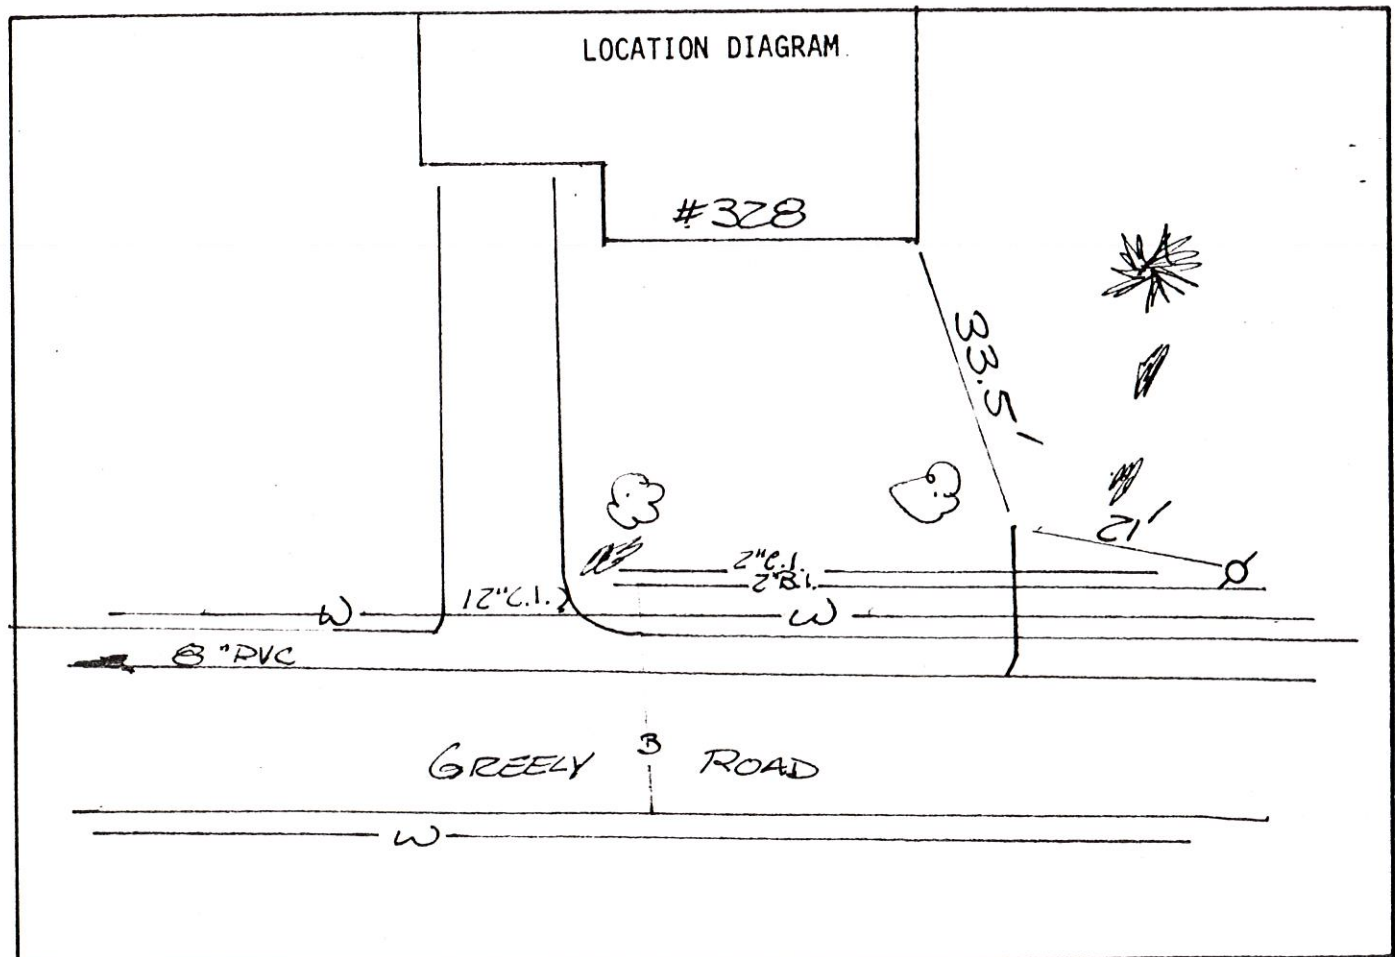 LOCATION DIAGRAM
#328
33.5'
21'
2"C.I.
2"B.I.
W
12"C.I.
W
8"PVC
GREELY B ROAD
W